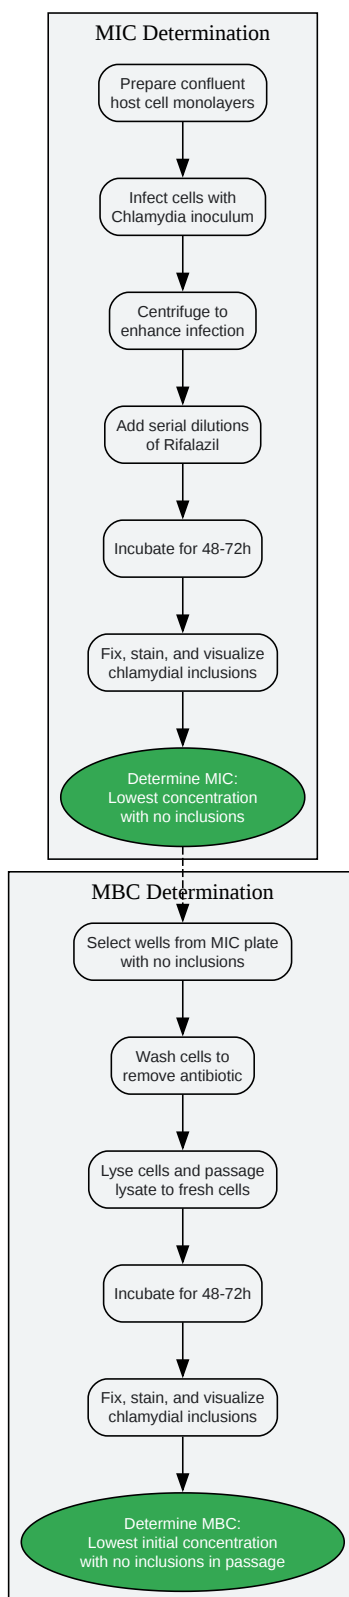 MIC Determination
Prepare confluent
host cell monolayers
Infect cells with
Chlamydia inoculum
Centrifuge to
enhance infection
Add serial dilutions
of Rifalazil
Incubate for 48-72h
Fix, stain, and visualize
chlamydial inclusions
Determine MIC:
Lowest concentration
with no inclusions
MBC Determination
Select wells from MIC plate
with no inclusions
Wash cells to
remove antibiotic
Lyse cells and passage
lysate to fresh cells
Incubate for 48-72h
Fix, stain, and visualize
chlamydial inclusions
Determine MBC:
Lowest initial concentration
with no inclusions in passage